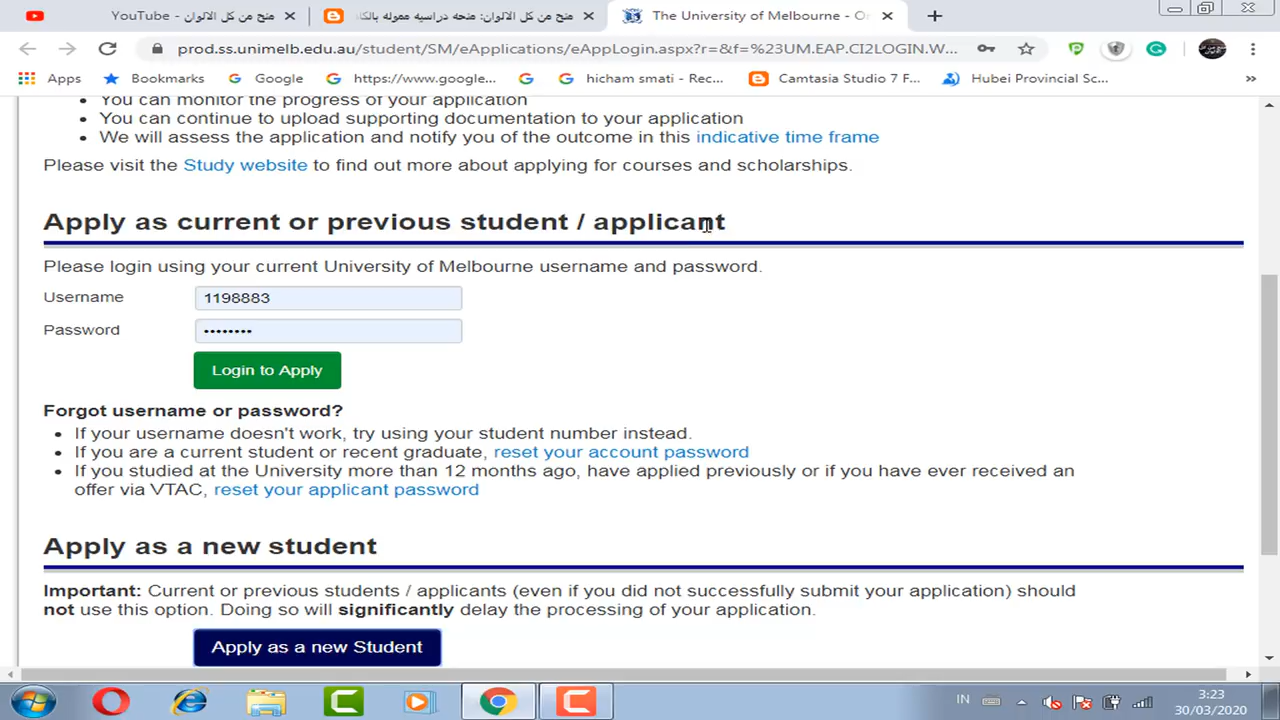 YouTube - منح من كل الالوان
منح من كل الالوان: منحه دراسيه مموله بالكا
The University of Melbourne - O
prod.ss.unimelb.edu.au/student/SM/eApplications/eAppLogin.aspx?r=&f=%23UM.EAP.CI2LOGIN.W...
Apps Bookmarks Google https://www.google... hicham smati - Rec... Camtasia Studio 7 F... Hubei Provincial Sc... »
• You can monitor the progress of your application
• You can continue to upload supporting documentation to your application
• We will assess the application and notify you of the outcome in this indicative time frame
Please visit the Study website to find out more about applying for courses and scholarships.
Apply as current or previous student / applicant
Please login using your current University of Melbourne username and password.
Username 1198883
Password ••••••••
Login to Apply
Forgot username or password?
• If your username doesn't work, try using your student number instead.
• If you are a current student or recent graduate, reset your account password
• If you studied at the University more than 12 months ago, have applied previously or if you have ever received an
offer via VTAC, reset your applicant password
Apply as a new student
Important: Current or previous students / applicants (even if you did not successfully submit your application) should
not use this option. Doing so will significantly delay the processing of your application.
Apply as a new Student
IN
3:23
30/03/2020